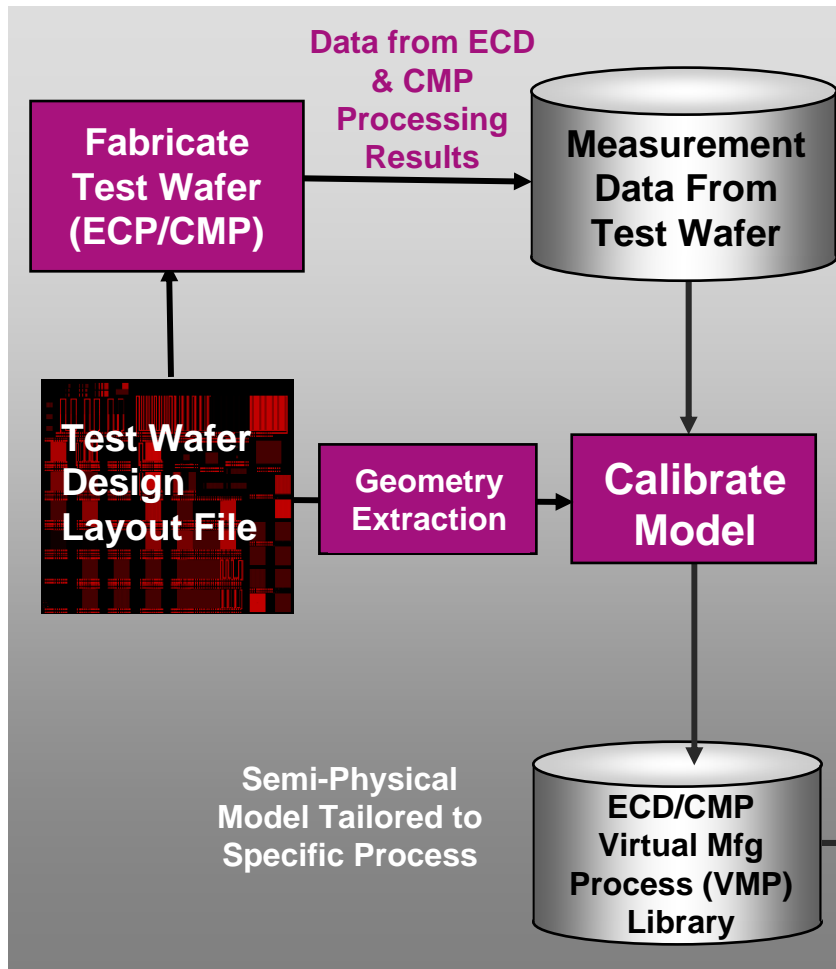 Data from ECD
& CMP
Processing
Results
Fabricate
Test Wafer
(ECP/CMP)
Measurement
Data From
Test Wafer
Test Wafer
Design
Layout File
Geometry
Extraction
Calibrate
Model
Semi-Physical
Model Tailored to
Specific Process
ECD/CMP
Virtual Mfg
Process (VMP)
Library